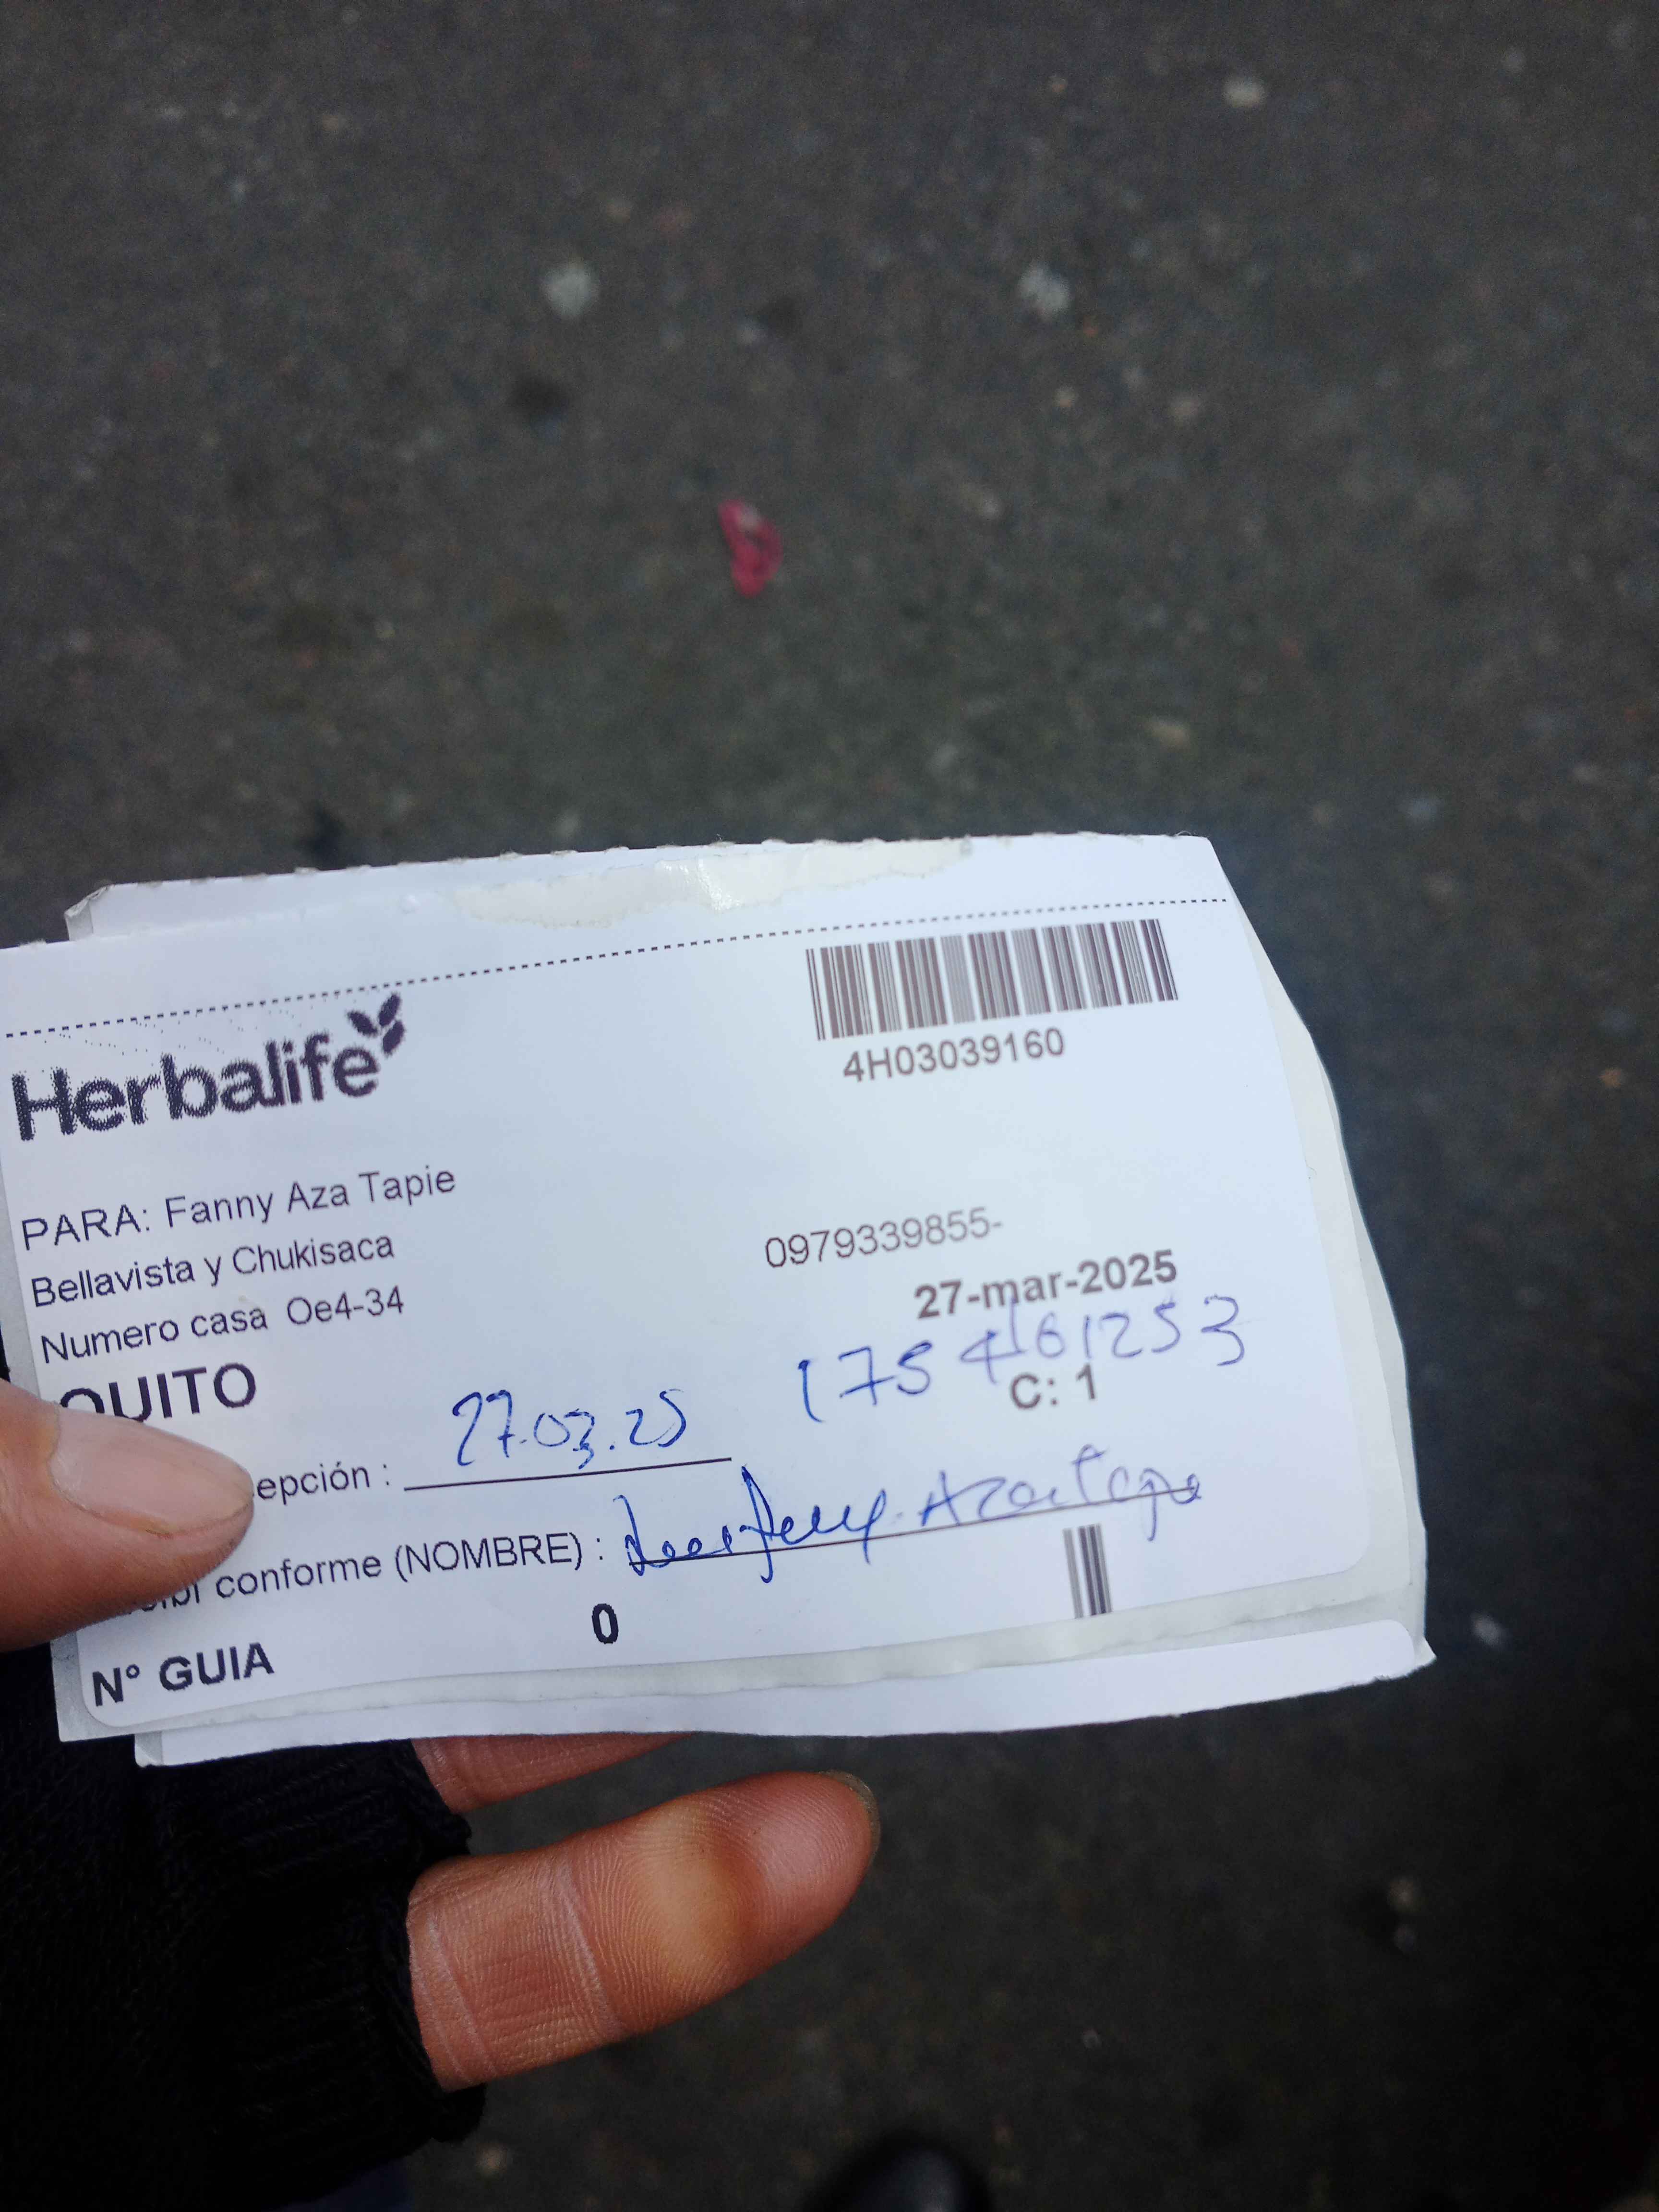 Herbalife
4H03039160
PARA: Fanny Aza Tapie
Bellavista y Chukisaca
0979339855-
Numero casa Oe4-34
27-mar-2025
QUITO
1754161253
C: 1
epción : 27.03.25
conforme (NOMBRE) :
N° GUIA 0